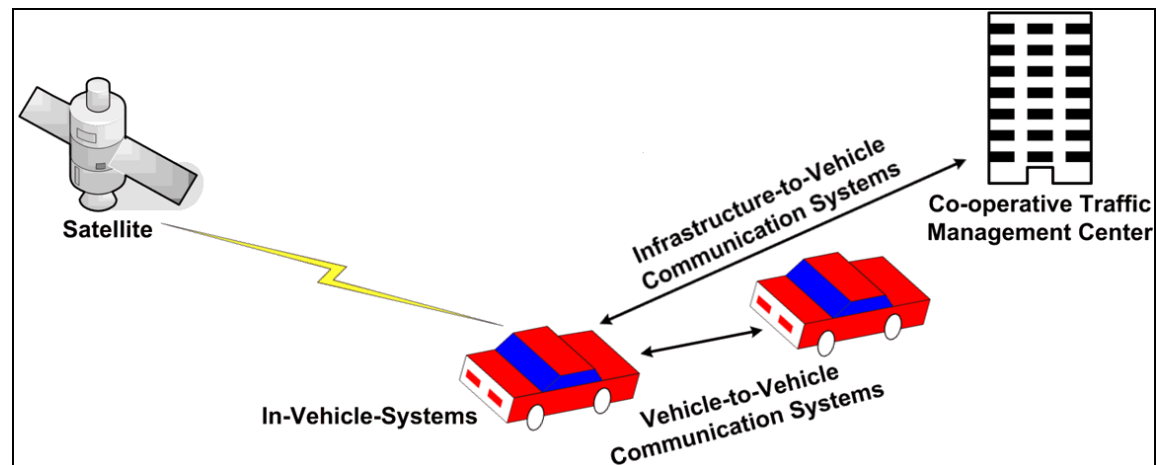 Satellite
Infrastructure-to-Vehicle
Communication Systems
Co-operative Traffic
Management Center
In-Vehicle-Systems
Vehicle-to-Vehicle
Communication Systems